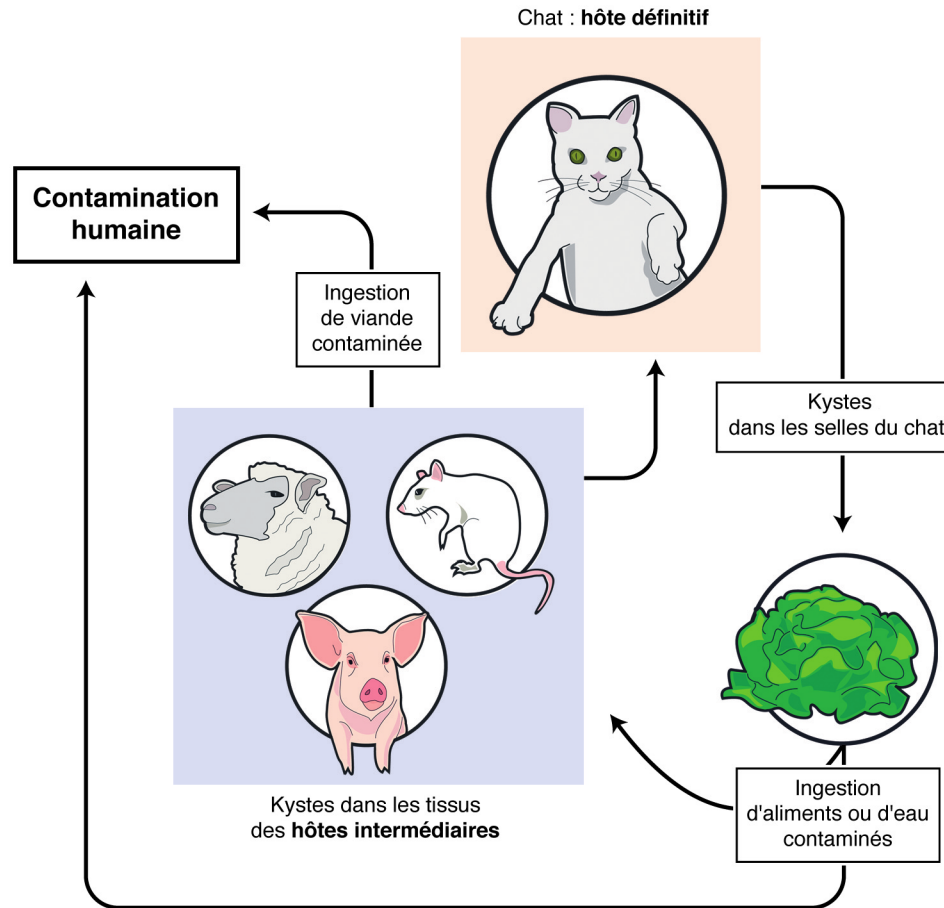 Chat : hôte définitif
Contamination
humaine
Ingestion
de viande
contaminée
Kystes
dans les selles du chat
Kystes dans les tissus
des hôtes intermédiaires
Ingestion
d'aliments ou d'eau
contaminés